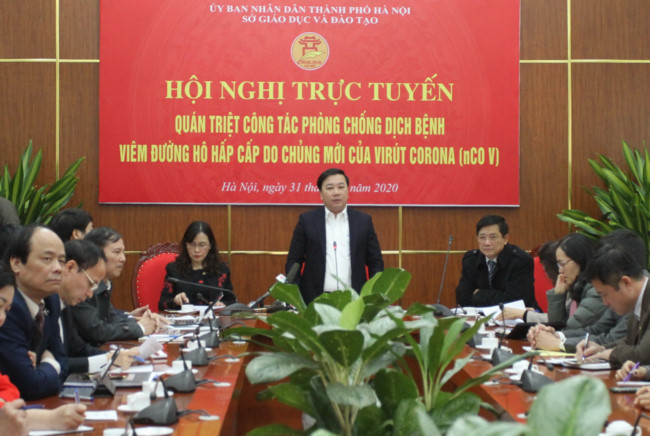 ỦY BAN NHÂN DÂN THÀNH PHỐ HÀ NỘI
SỞ GIÁO DỤC VÀ ĐÀO TẠO
HỘI NGHỊ TRỰC TUYẾN
QUÁN TRIỆT CÔNG TÁC PHÒNG CHỐNG DỊCH BỆNH
VIÊM ĐƯỜNG HÔ HẤP CẤP DO CHỦNG MỚI CỦA VIRÚT CORONA (nCO V)
Hà Nội, ngày 31 2020